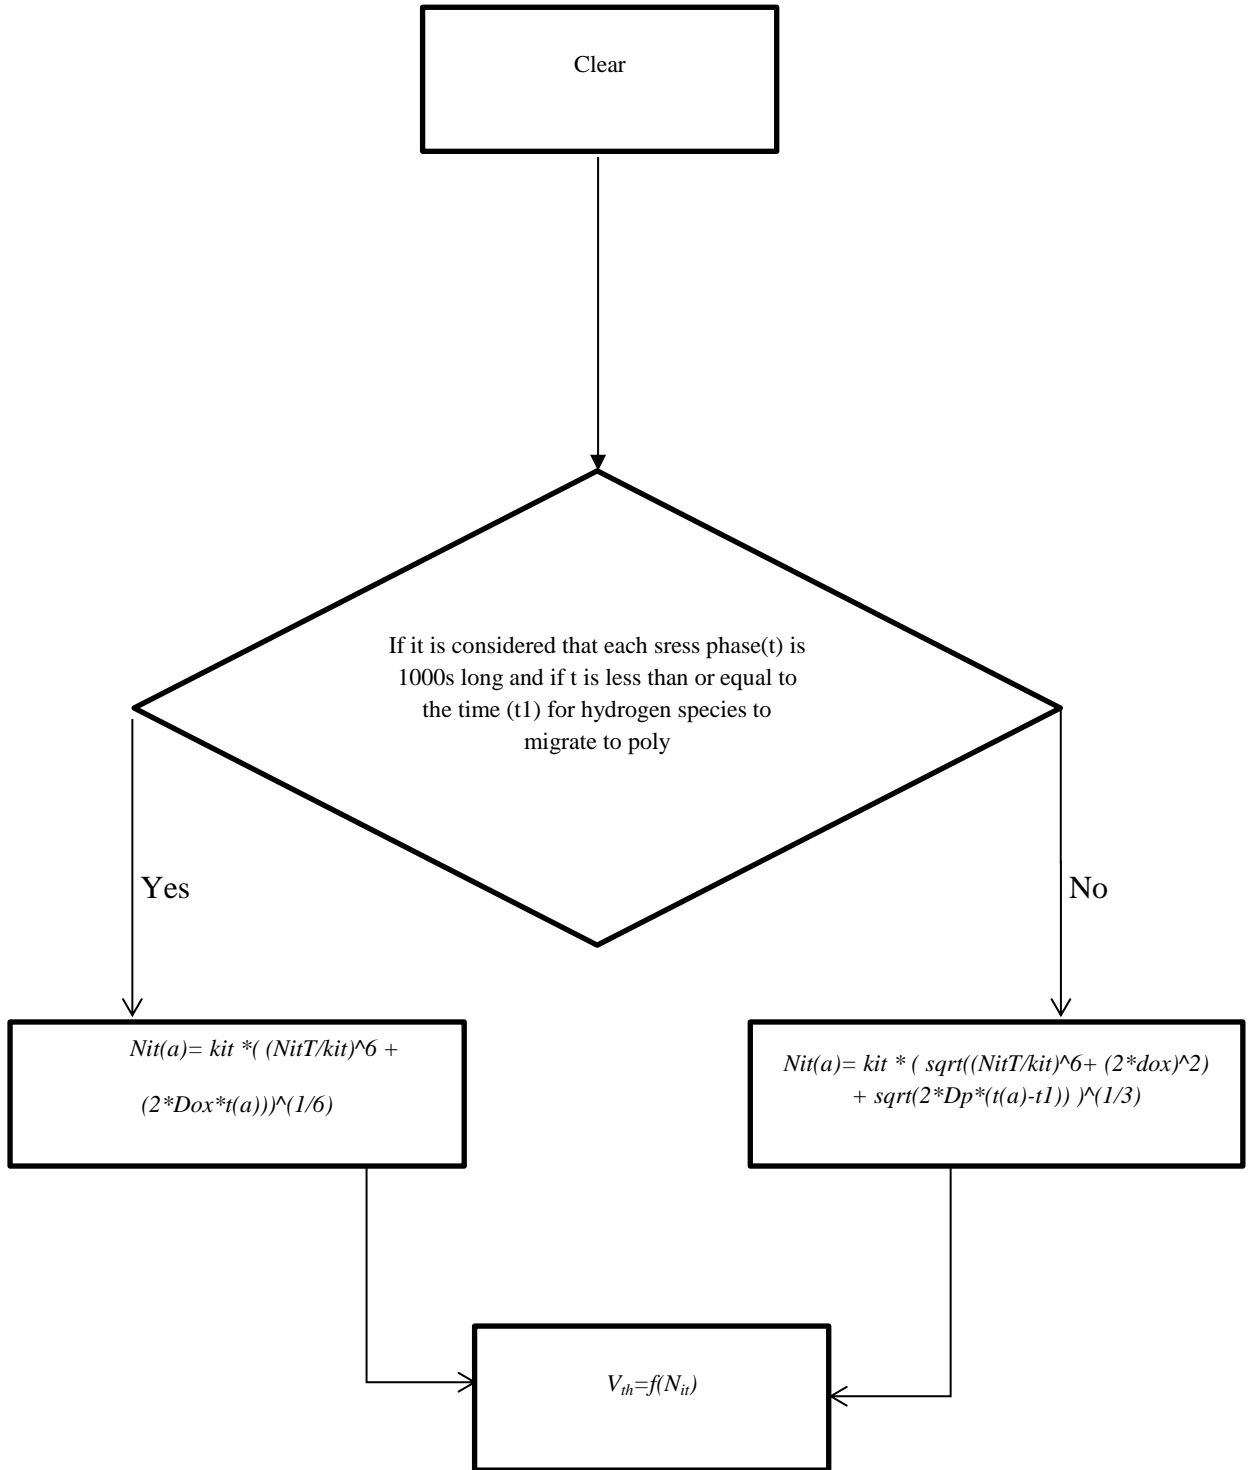 Clear
If it is considered that each sress phase(t) is
1000s long and if t is less than or equal to
the time (t1) for hydrogen species to
migrate to poly
Yes
No
Nit(a)= kit *( (NitT/kit)^6 +
(2*Dox*t(a)))^(1/6)
Nit(a)= kit * ( sqrt((NitT/kit)^6+ (2*dox)^2)
+ sqrt(2*Dp*(t(a)-t1)) )^(1/3)
Vth=f(Nit)